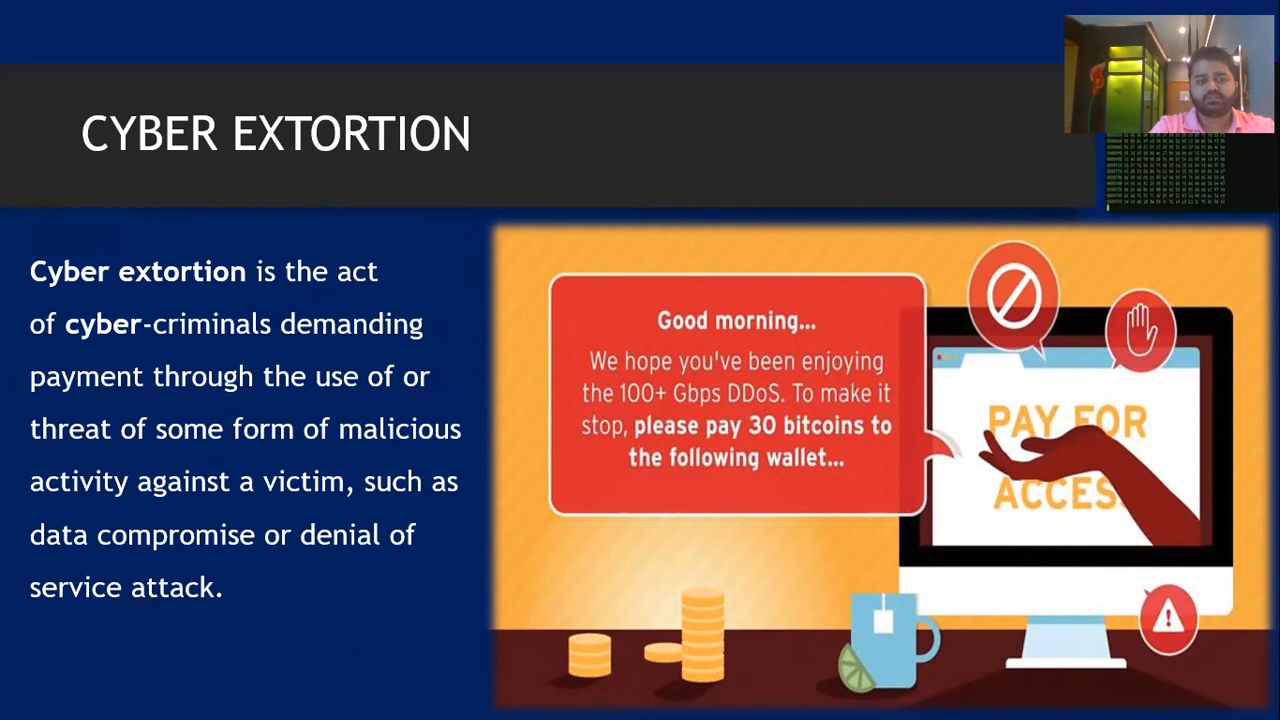 CYBER EXTORTION
Cyber extortion is the act
of cyber-criminals demanding
payment through the use of or
threat of some form of malicious
activity against a victim, such as
data compromise or denial of
service attack.
Good morning...
We hope you've been enjoying
the 100+ Gbps DDoS. To make it
stop, please pay 30 bitcoins to
the following wallet...
PAY FOR
ACCESS